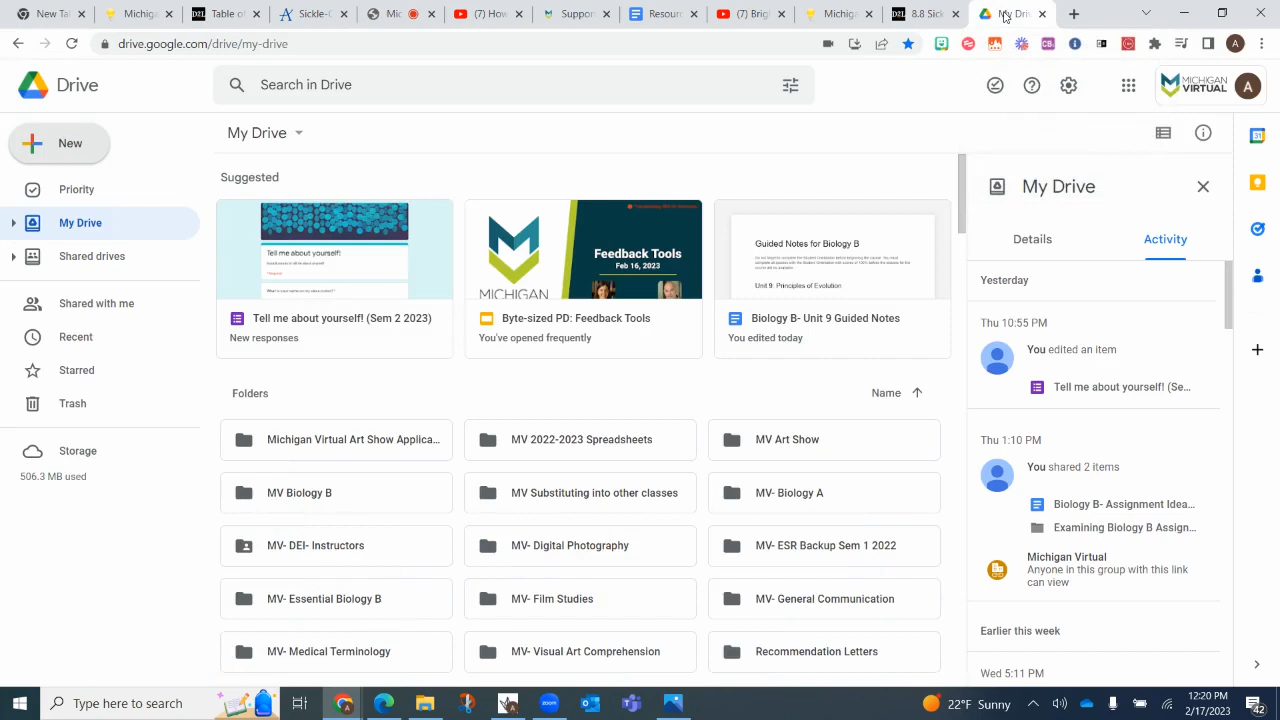 Michiga
Table o
Sickle-C
Mic
(7) How
Support
Resourc
(7) Brig
Michiga
8.8 Sick
My Driv
drive.google.com/drive/my-drive
A
Drive
Search in Drive
MICHIGAN
VIRTUAL
A
New
Priority
My Drive
Shared drives
Shared with me
Recent
Starred
Trash
Storage
506.3 MB used
My Drive
Suggested
Tell me about yourself!
Tell me about yourself! (Sem 2 2023)
New responses
Feedback Tools
Feb 16, 2023
MICHIGAN
Byte-sized PD: Feedback Tools
You've opened frequently
Guided Notes for Biology B
Unit 9: Principles of Evolution
Biology B- Unit 9 Guided Notes
You edited today
Folders
Name
Michigan Virtual Art Show Applica...
MV 2022-2023 Spreadsheets
MV Art Show
MV Biology B
MV Substituting into other classes
MV- Biology A
MV- DEI- Instructors
MV- Digital Photography
MV- ESR Backup Sem 1 2022
MV- Essential Biology B
MV- Film Studies
MV- General Communication
MV- Medical Terminology
MV- Visual Art Comprehension
Recommendation Letters
My Drive
Details
Activity
Yesterday
Thu 10:55 PM
You edited an item
Tell me about yourself! (Se...
Thu 1:10 PM
You shared 2 items
Biology B- Assignment Idea...
Examining Biology B Assign...
Michigan Virtual
Anyone in this group with this link
can view
Earlier this week
Wed 5:11 PM
31
Type here to search
zoom
22°F Sunny
12:20 PM
2/17/2023
42